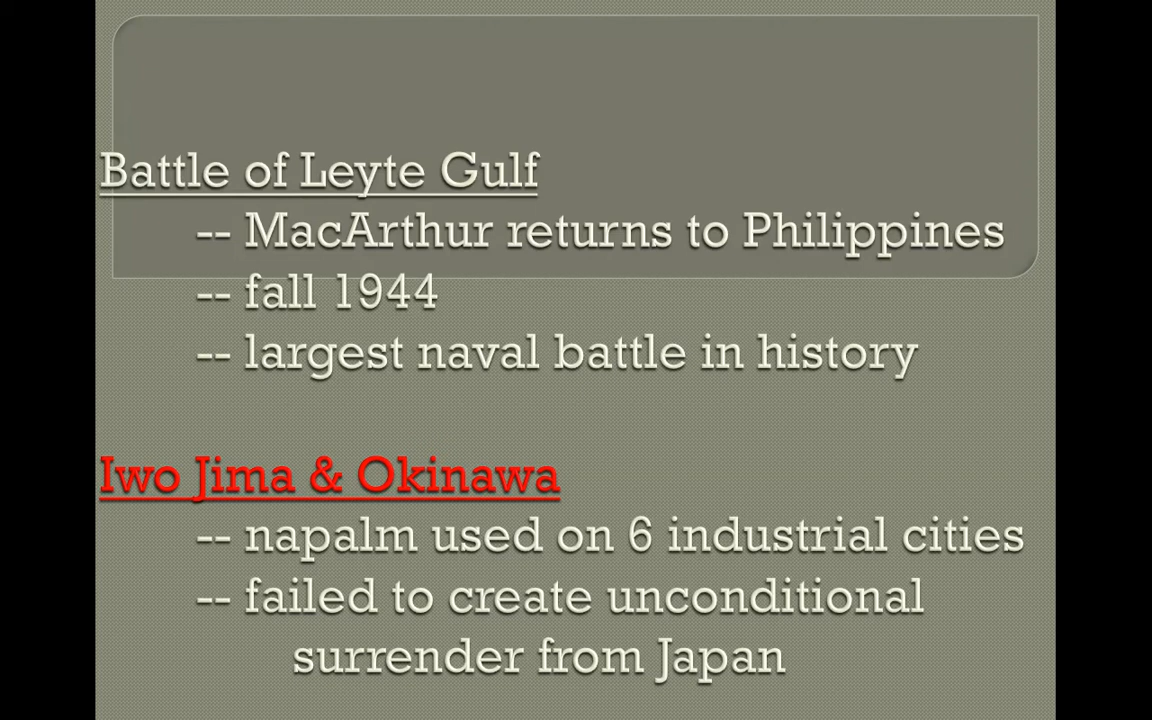 Battle of Leyte Gulf
-- MacArthur returns to Philippines
-- fall 1944
-- largest naval battle in history
Iwo Jima & Okinawa
-- napalm used on 6 industrial cities
-- failed to create unconditional
surrender from Japan